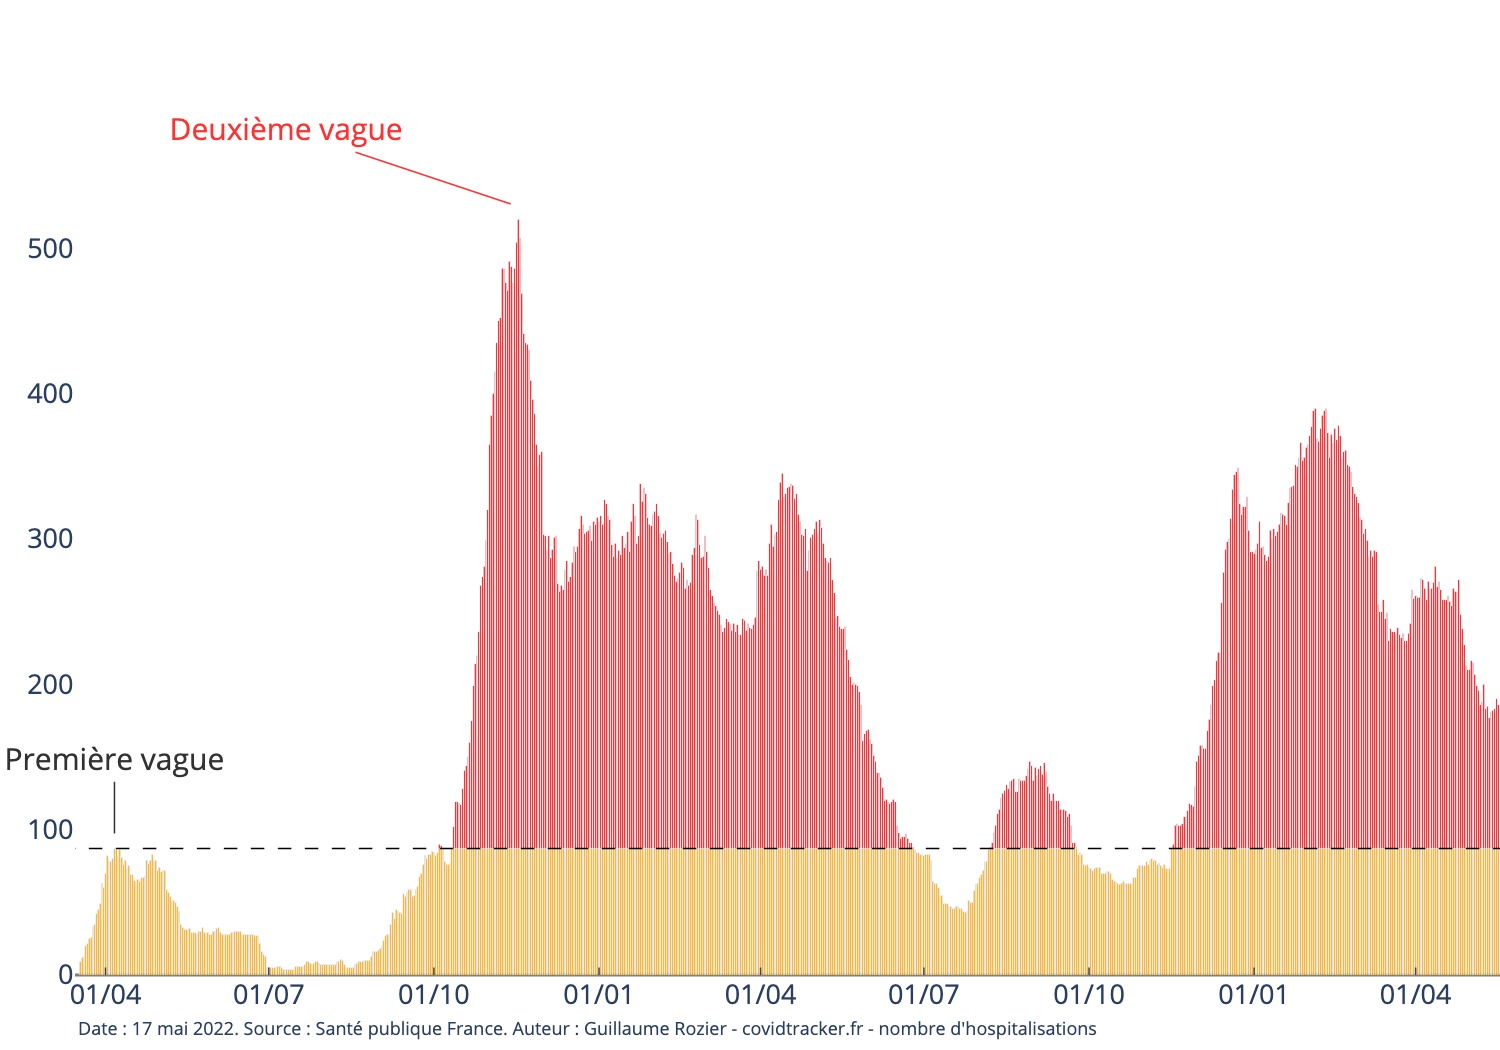 Deuxième vague
500
400
300
200
Première vague
100
0
01/04 01/07 01/10 01/01 01/04 01/07 01/10 01/01 01/04
Date : 17 mai 2022. Source : Santé publique France. Auteur : Guillaume Rozier - covidtracker.fr - nombre d'hospitalisations